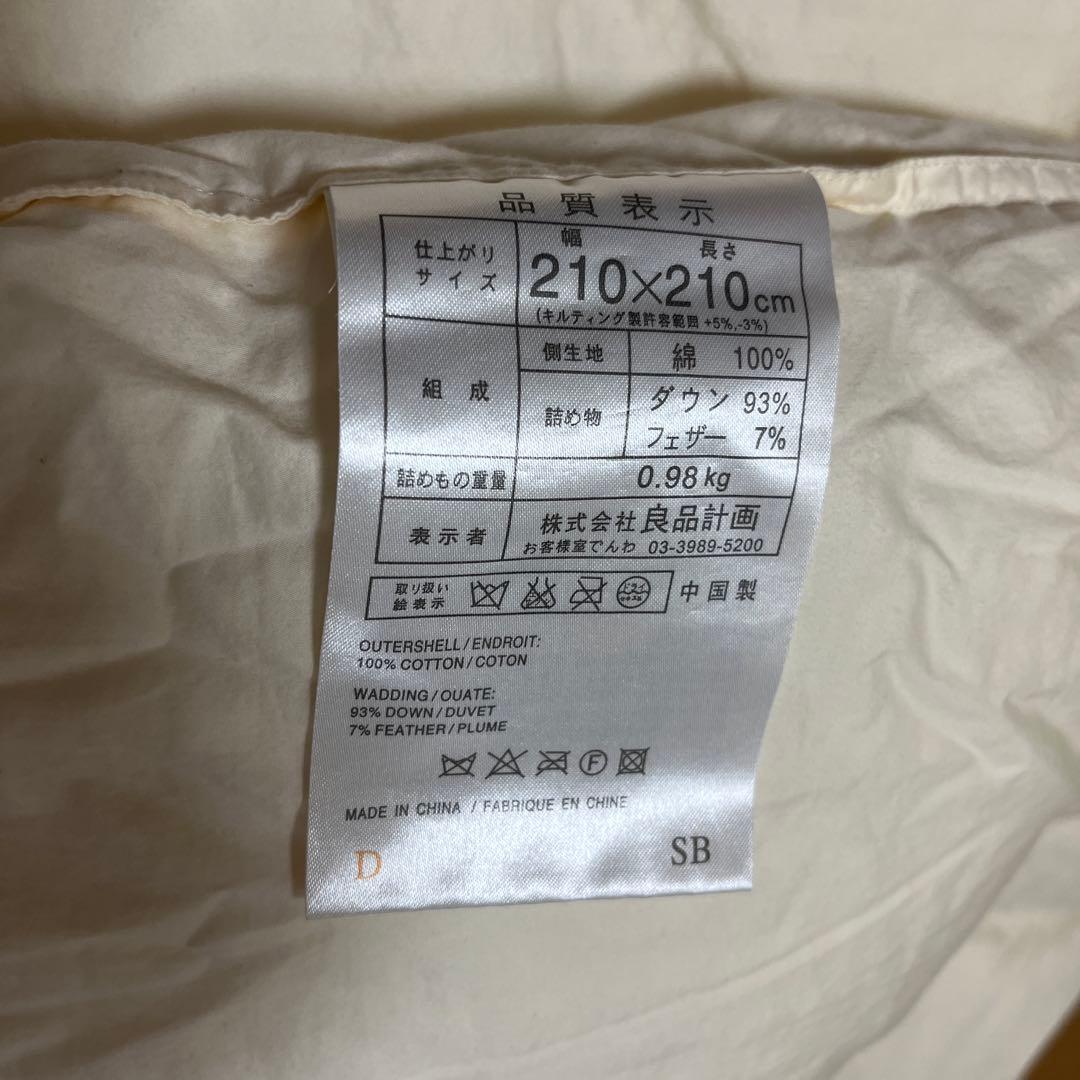 品質表示
仕上がりサイズ
幅 長さ
210×210cm
(キルティング製許容範囲 +5%,-3%)
組成
側生地 綿 100%
詰め物 ダウン 93%
フェザー 7%
詰めもの重量 0.98kg
表示者 株式会社 良品計画
お客様室でんわ 03-3989-5200
取り扱い絵表示 ドライ 中国製
OUTERSHELL/ENDROIT:
100% COTTON/COTON
WADDING/OUATE:
93% DOWN/DUVET
7% FEATHER/PLUME
F
MADE IN CHINA / FABRIQUE EN CHINE
D SB